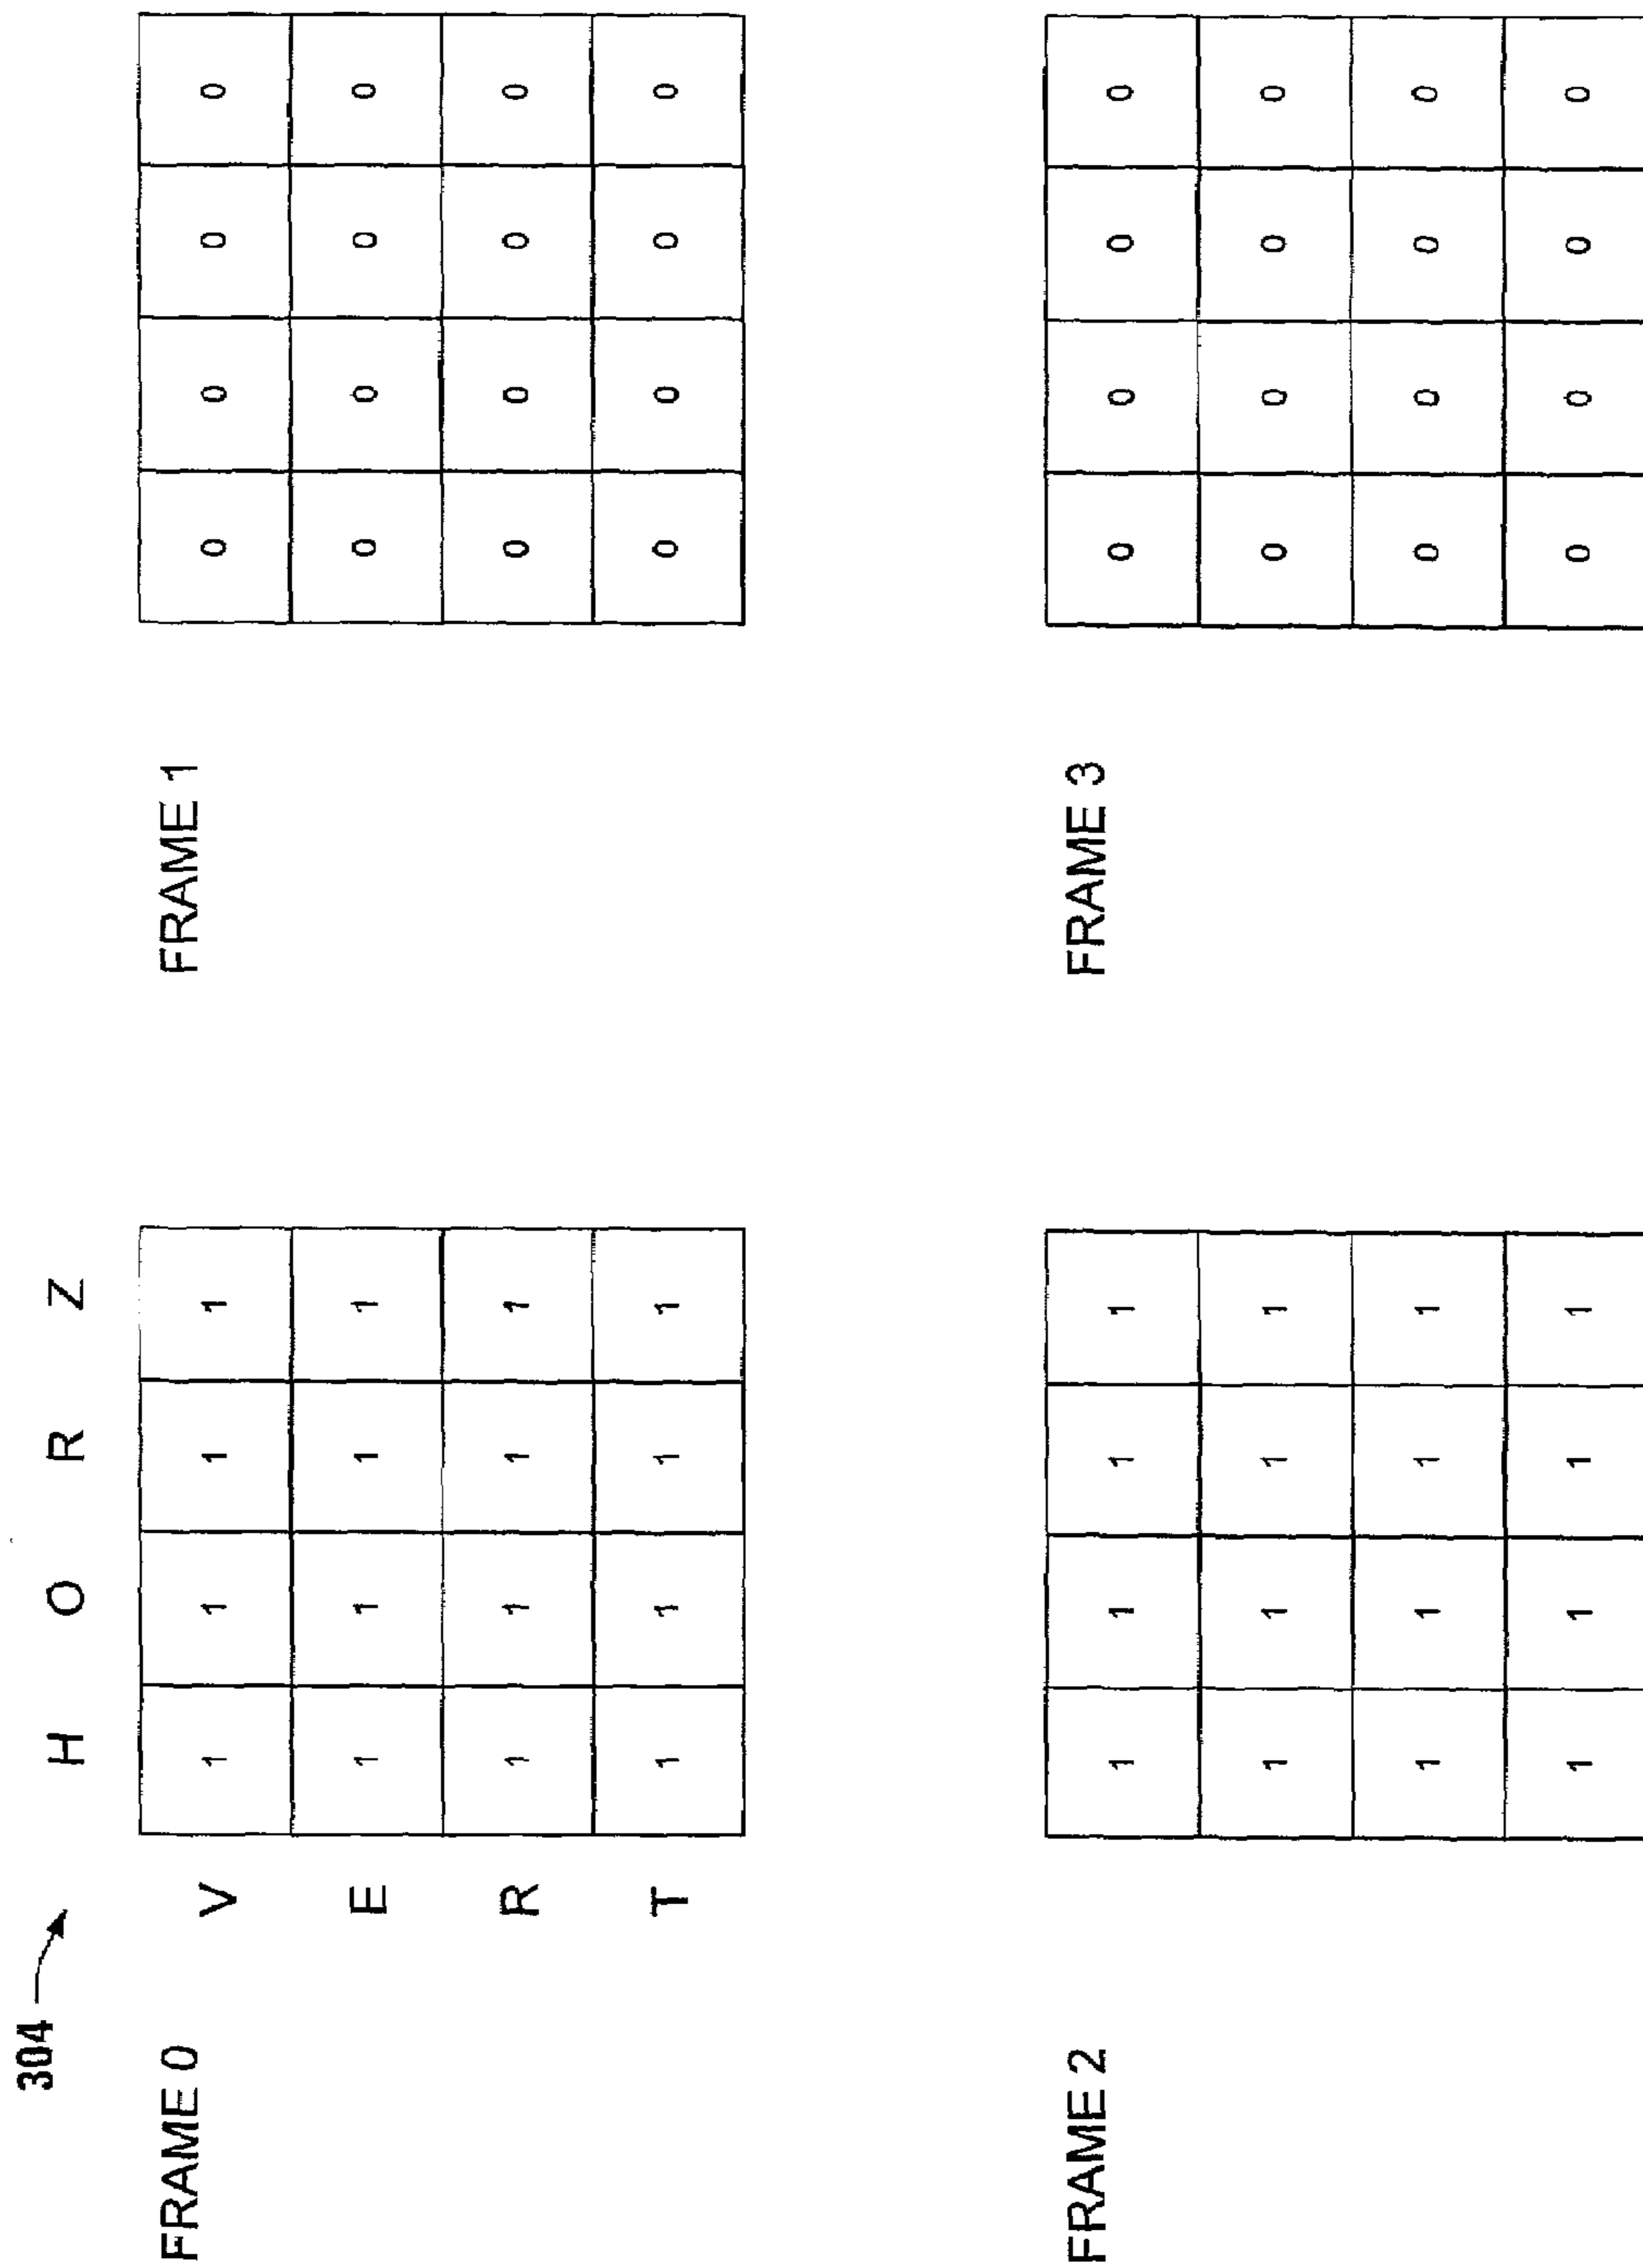 304
H O R Z
FRAME 0 V 1 1 1 1 FRAME 1 0 0 0 0
E 1 1 1 1 0 0 0 0
R 1 1 1 1 0 0 0 0
T 1 1 1 1 0 0 0 0
FRAME 2 1 1 1 1 FRAME 3 0 0 0 0
1 1 1 1 0 0 0 0
1 1 1 1 0 0 0 0
1 1 1 1 0 0 0 0